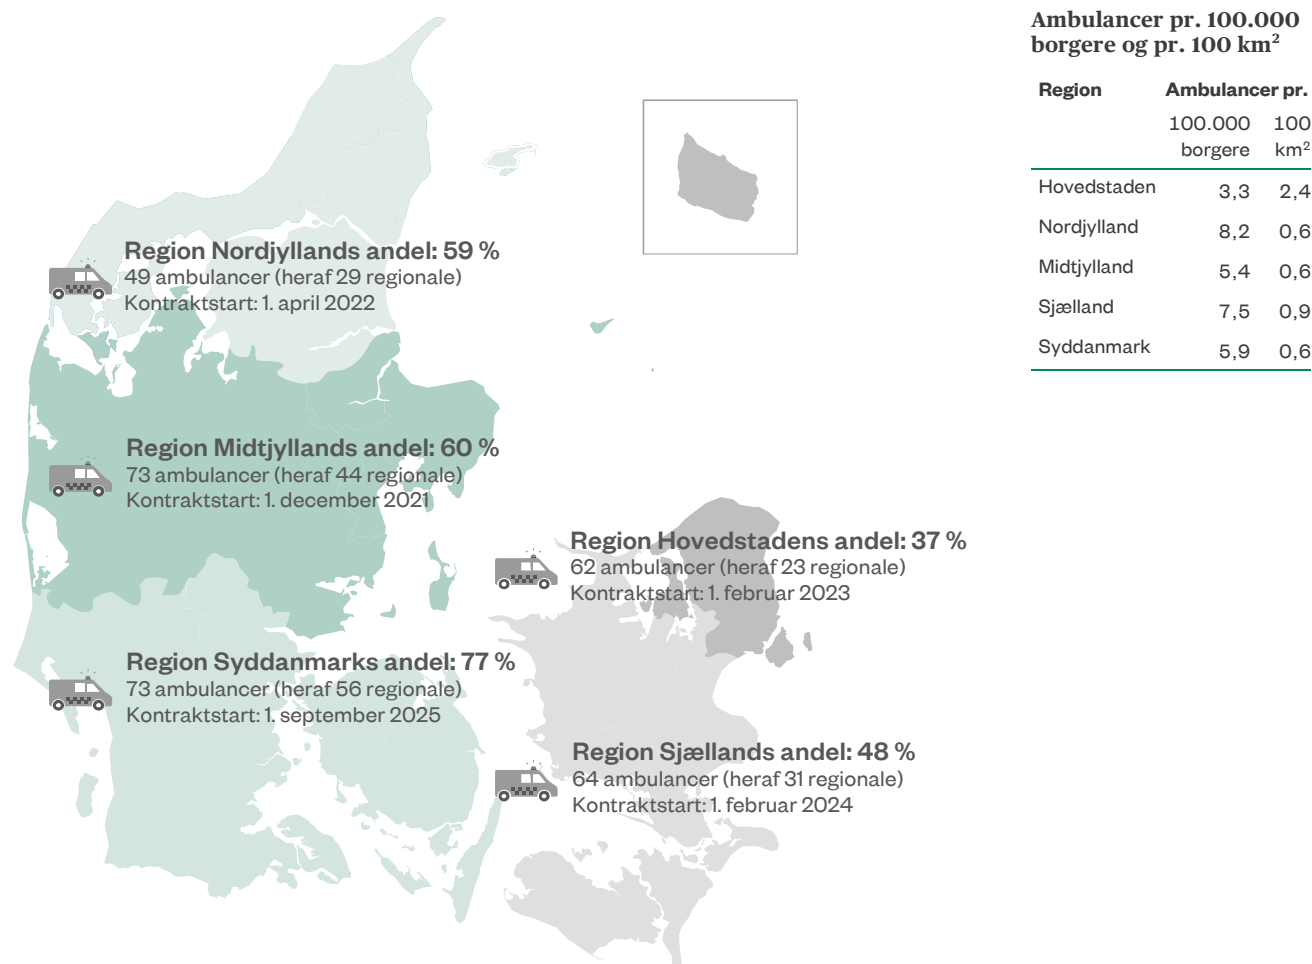 Ambulancer pr. 100.000
borgere og pr. 100 km²
Region Ambulancer pr.
100.000 100
borgere km²
Hovedstaden 3,3 2,4
Nordjylland 8,2 0,6
Midtjylland 5,4 0,6
Sjælland 7,5 0,9
Syddanmark 5,9 0,6
Region Nordjyllands andel: 59 %
49 ambulancer (heraf 29 regionale)
Kontraktstart: 1. april 2022
Region Midtjyllands andel: 60 %
73 ambulancer (heraf 44 regionale)
Kontraktstart: 1. december 2021
Region Hovedstadens andel: 37 %
62 ambulancer (heraf 23 regionale)
Kontraktstart: 1. februar 2023
Region Syddanmarks andel: 77 %
73 ambulancer (heraf 56 regionale)
Kontraktstart: 1. september 2025
Region Sjællands andel: 48 %
64 ambulancer (heraf 31 regionale)
Kontraktstart: 1. februar 2024